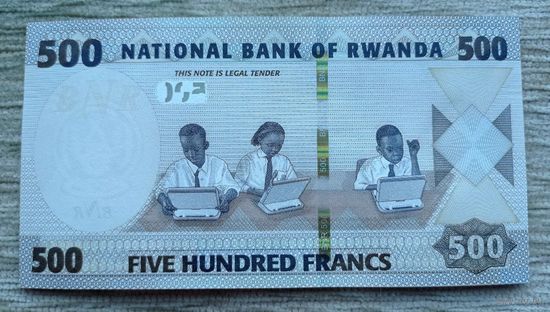 500 NATIONAL BANK OF RWANDA 500
THIS NOTE IS LEGAL TENDER
500 FIVE HUNDRED FRANCS 500